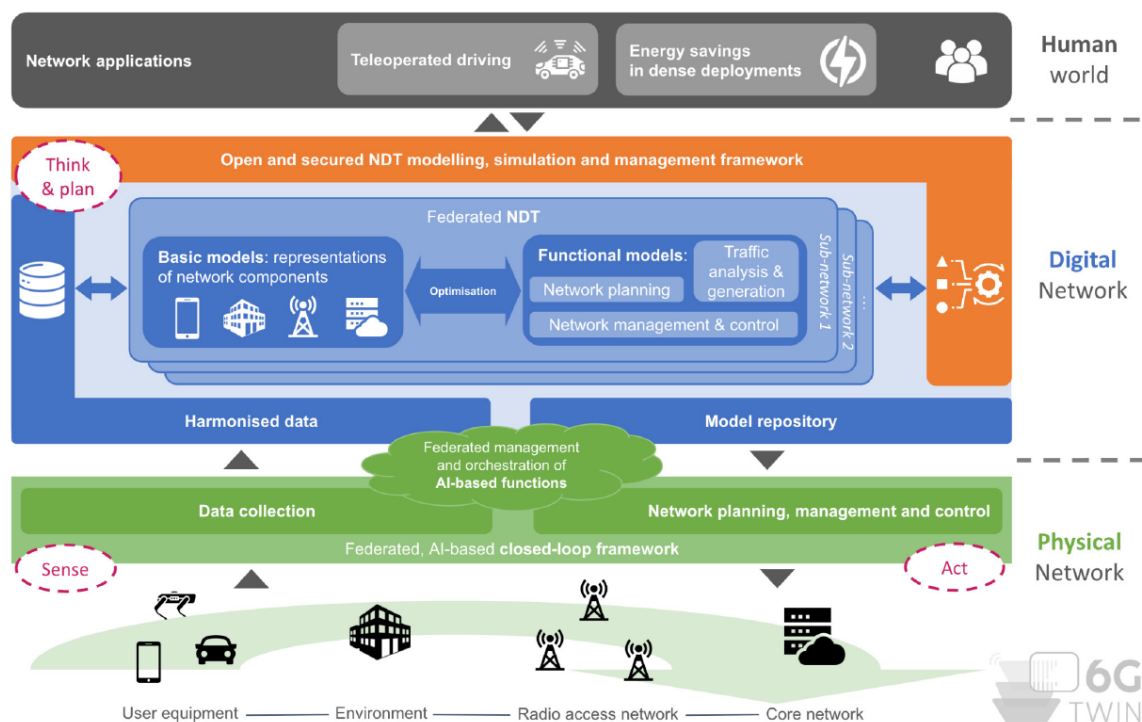 Network applications
Teleoperated driving
Energy savings
in dense deployments
Human
world
Think
& plan
Open and secured NDT modelling, simulation and management framework
Federated NDT
Basic models: representations
of network components
Optimisation
Functional models:
Traffic
analysis &
generation
Network planning
Network management & control
Sub-network 1
Sub-network 2
...
Digital
Network
Harmonised data
Model repository
Federated management
and orchestration of
AI-based functions
Data collection
Network planning, management and control
Federated, AI-based closed-loop framework
Sense
Act
Physical
Network
User equipment
Environment
Radio access network
Core network
6G
TWIN